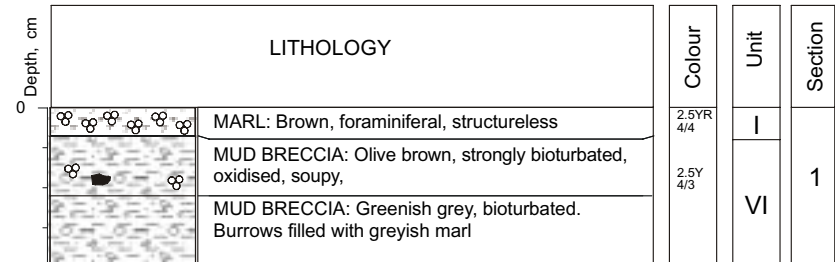 Depth, cm
LITHOLOGY
Colour
Unit
Section
0
MARL: Brown, foraminiferal, structureless
2.5YR
4/4
I
MUD BRECCIA: Olive brown, strongly bioturbated,
oxidised, soupy,
2.5Y
4/3
1
MUD BRECCIA: Greenish grey, bioturbated.
Burrows filled with greyish marl
VI